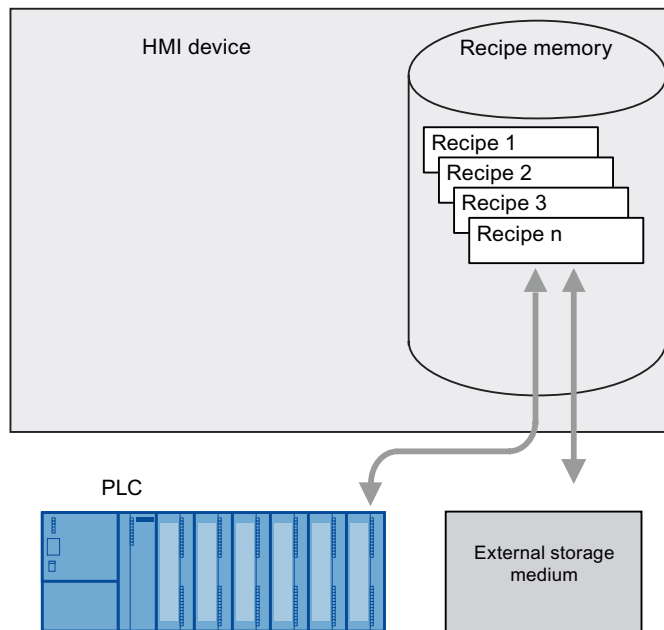 HMI device
Recipe memory
Recipe 1
Recipe 2
Recipe 3
Recipe n
PLC
External storage
medium